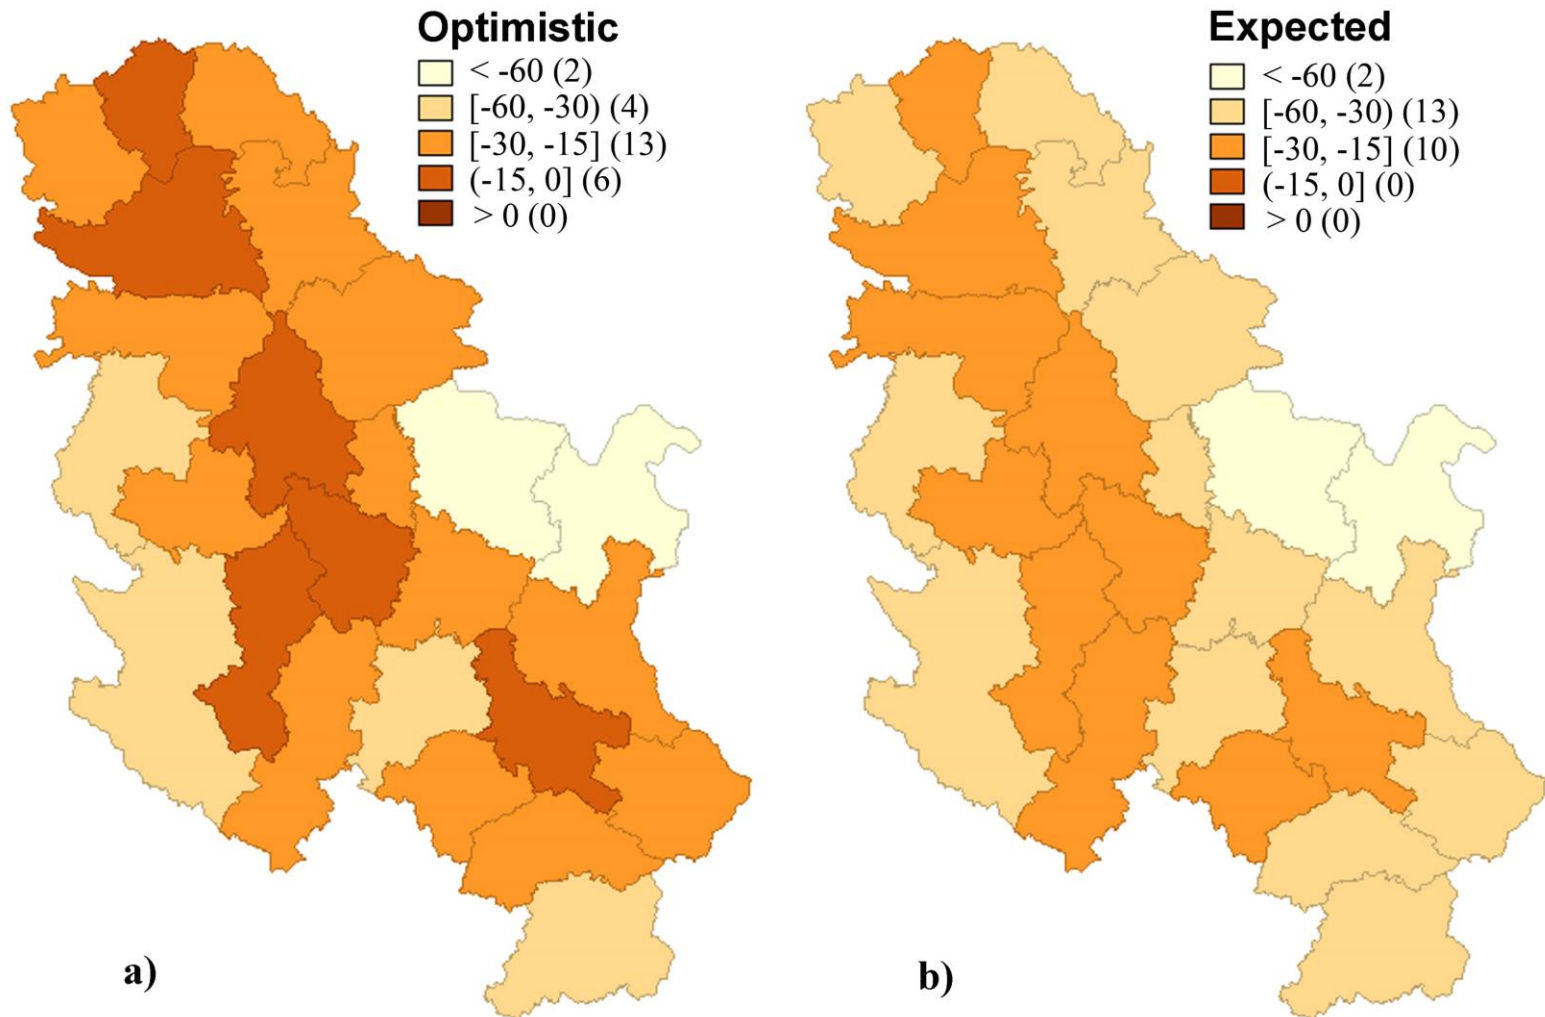 Optimistic
< -60 (2)
[-60, -30) (4)
[-30, -15] (13)
(-15, 0] (6)
> 0 (0)
a)
Expected
< -60 (2)
[-60, -30) (13)
[-30, -15] (10)
(-15, 0] (0)
> 0 (0)
b)